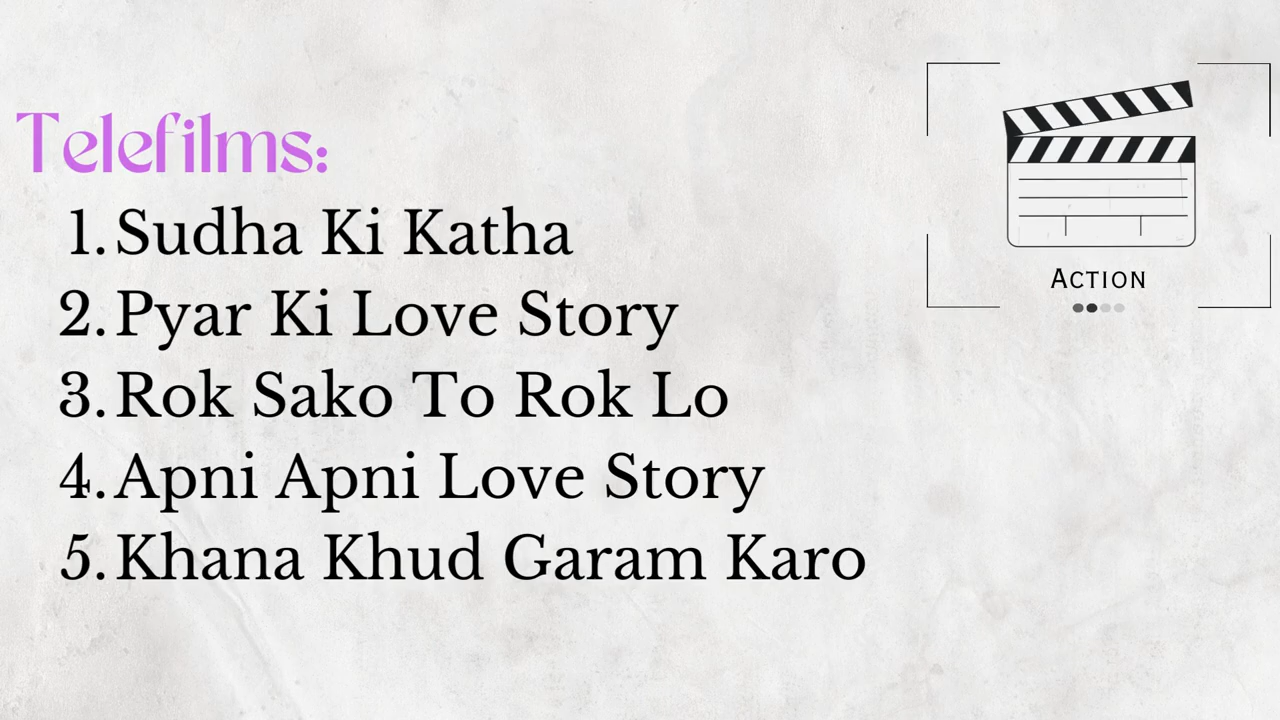 Telefilms:
1. Sudha Ki Katha
2. Pyar Ki Love Story
3. Rok Sako To Rok Lo
4. Apni Apni Love Story
5. Khana Khud Garam Karo
ACTION